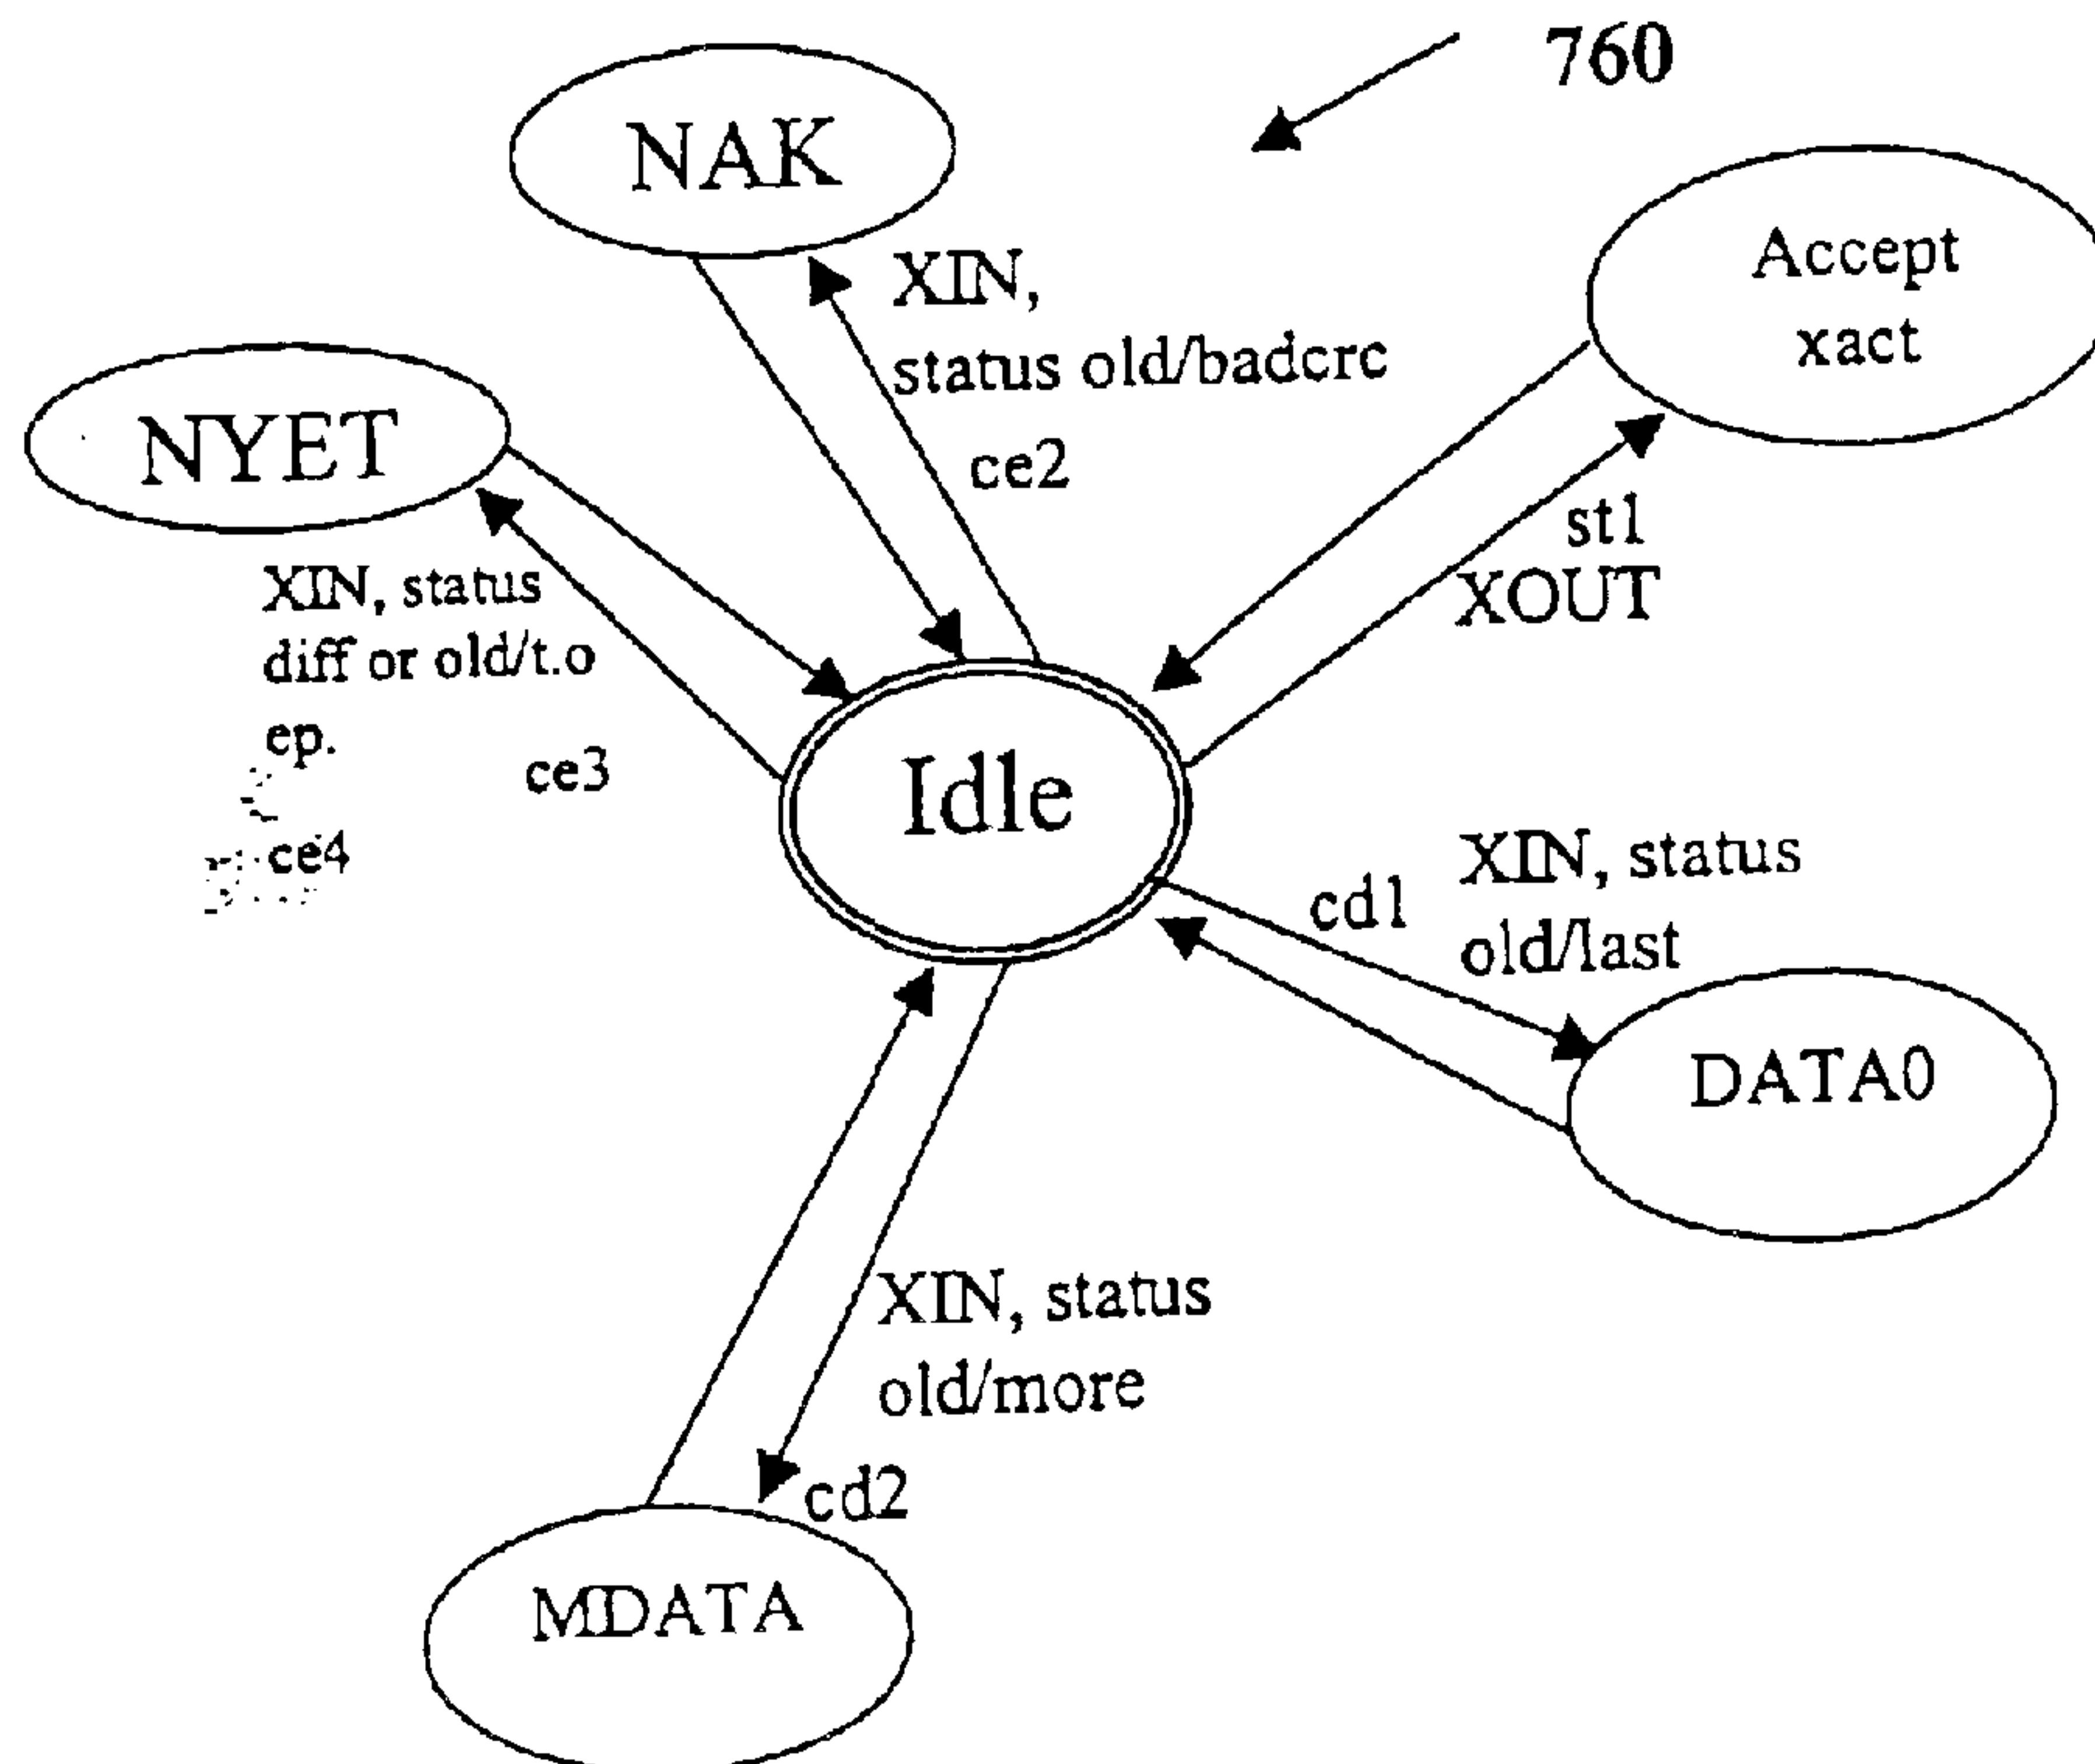 760
NAK
Accept
xact
XIN,
status old/badcrc
ce2
NYET
st1
XOUT
XIN, status
diff or old/t.o
ep.
ce3
ce4
Idle
XIN, status
old/last
cd1
DATA0
XIN, status
old/more
cd2
MDATA